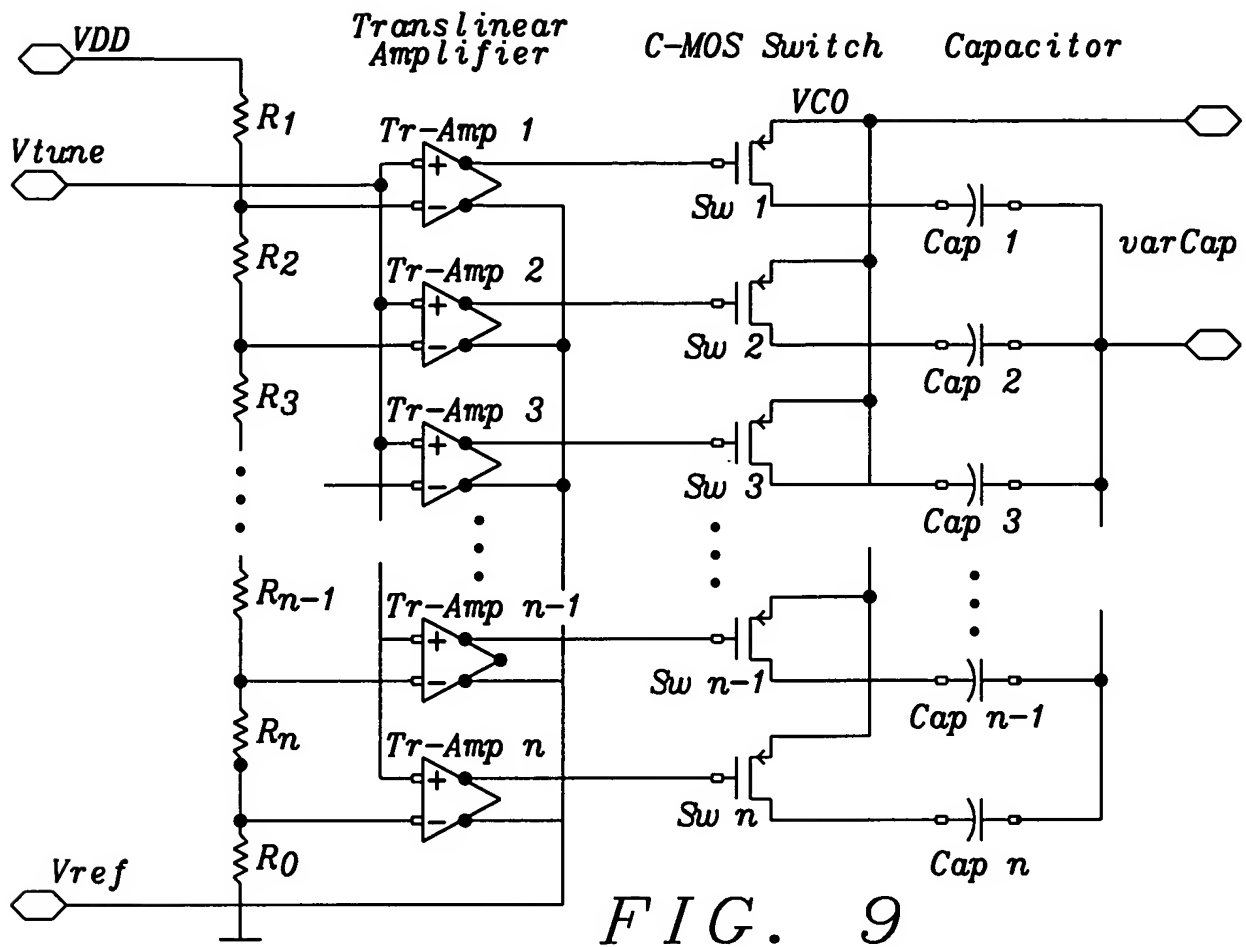 Translinear
Amplifier
C-MOS Switch
Capacitor
VDD
R1
Vtune
Tr-Amp 1
+
−
VCO
Sw 1
Cap 1
varCap
R2
Tr-Amp 2
+
−
Sw 2
Cap 2
R3
Tr-Amp 3
+
−
Sw 3
Cap 3
Rn-1
Tr-Amp n-1
+
−
Sw n-1
Cap n-1
Rn
Tr-Amp n
+
−
Sw n
Cap n
R0
Vref
FIG. 9